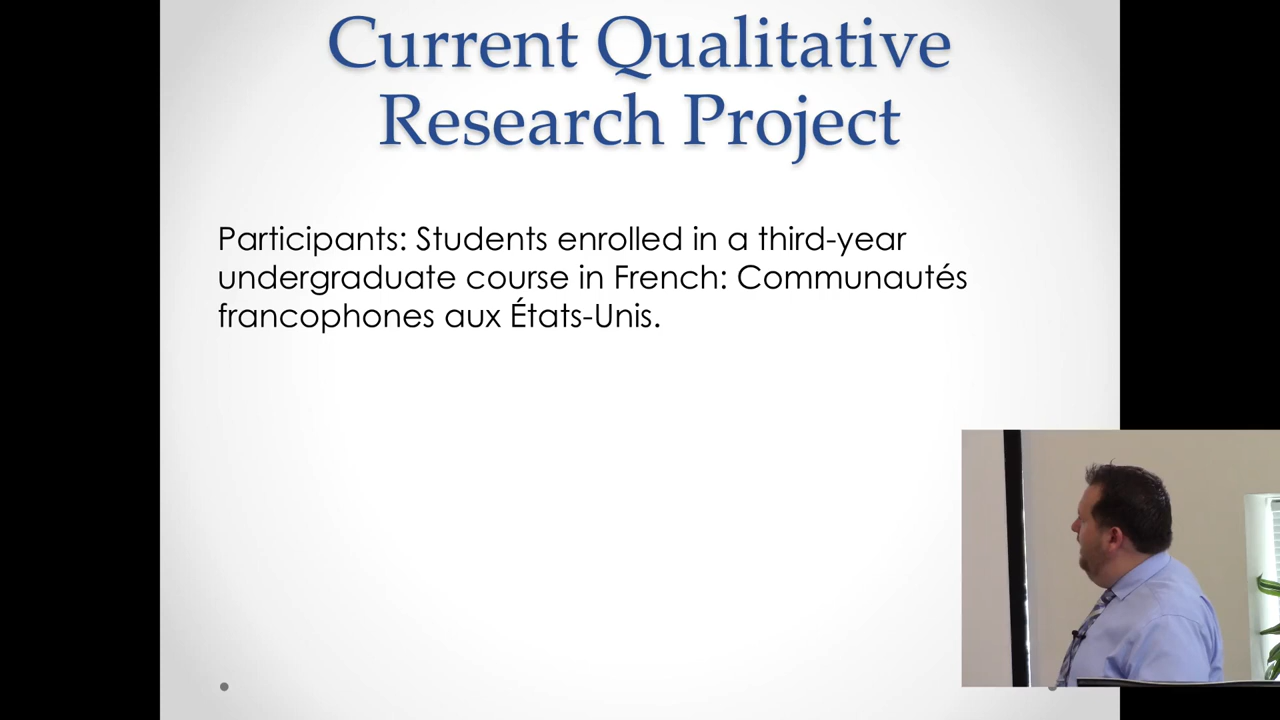 Current Qualitative
Research Project
Participants: Students enrolled in a third-year
undergraduate course in French: Communautés
francophones aux États-Unis.